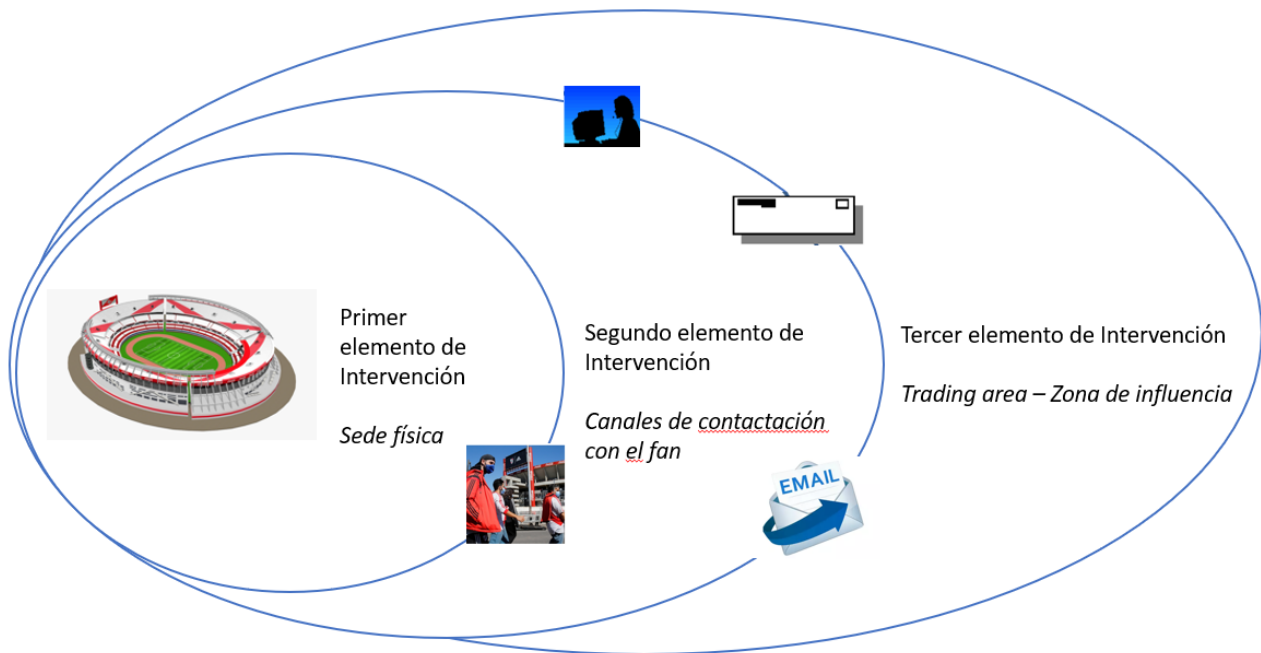 Primer
elemento de
Intervención
Sede física
Segundo elemento de
Intervención
Canales de contactación
con el fan
Tercer elemento de Intervención
Trading area – Zona de influencia
EMAIL